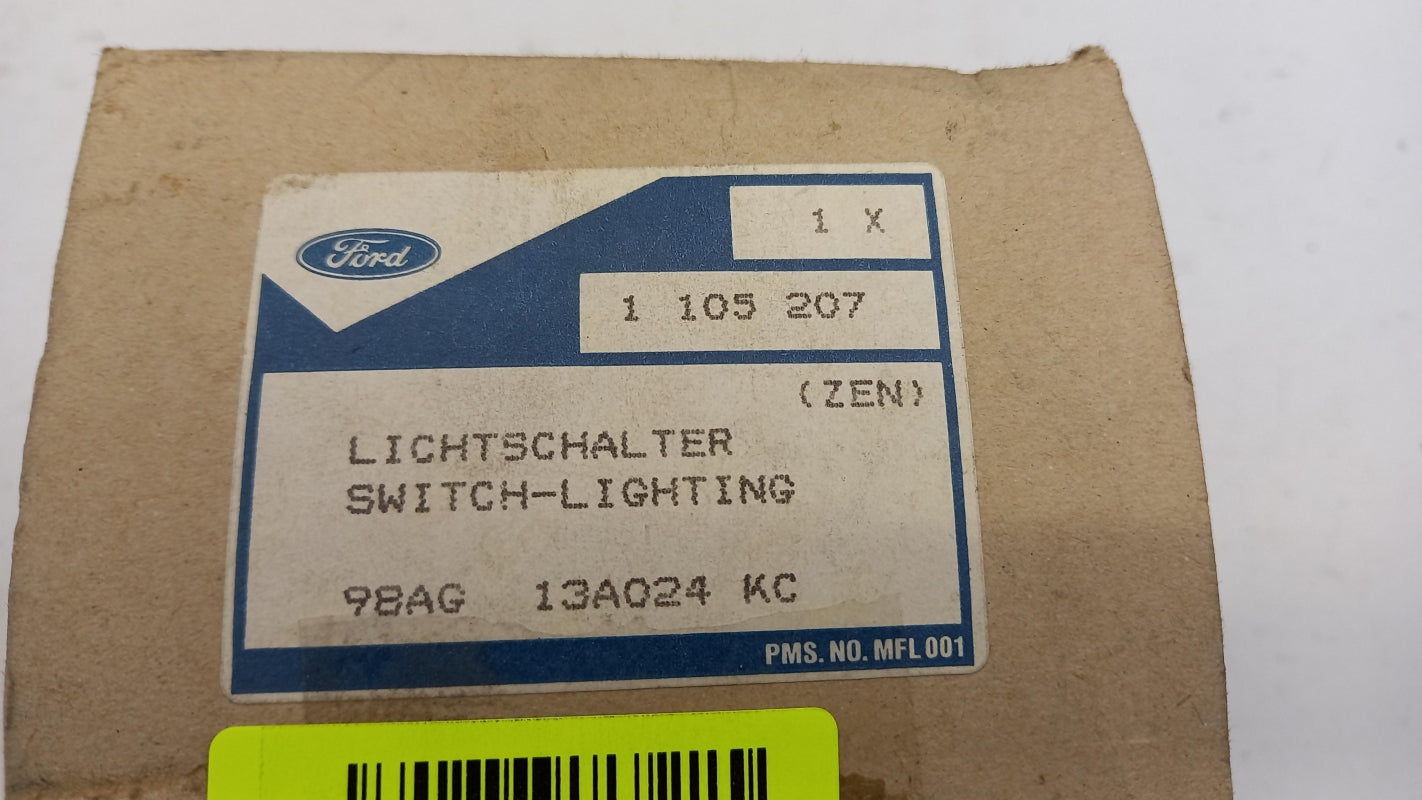 Ford
1 X
1 105 207
(ZEN)
LICHTSCHALTER
SWITCH-LIGHTING
98AG 13A024 KC
PMS. NO. MFL 001